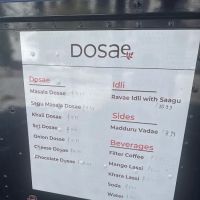 Dosae
Dosae
Masala Dosae
Sagu Masala Dosae
Khali Dosae
Set Dosae
Onion Dosae
Cheese Dosae
Chocolate Dosae
Idli
Ravae Idli with Saagu
Sides
Madduru Vadae
Beverages
Filter Coffee
Mango Lassi
Khara Lassi
Soda
Water